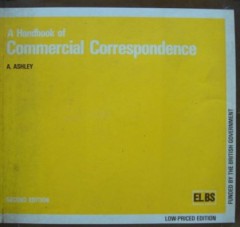 A Handbook of
Commercial Correspondence
A. ASHLEY
SECOND EDITION
ELBS
LOW-PRICED EDITION
FUNDED BY THE BRITISH GOVERNMENT